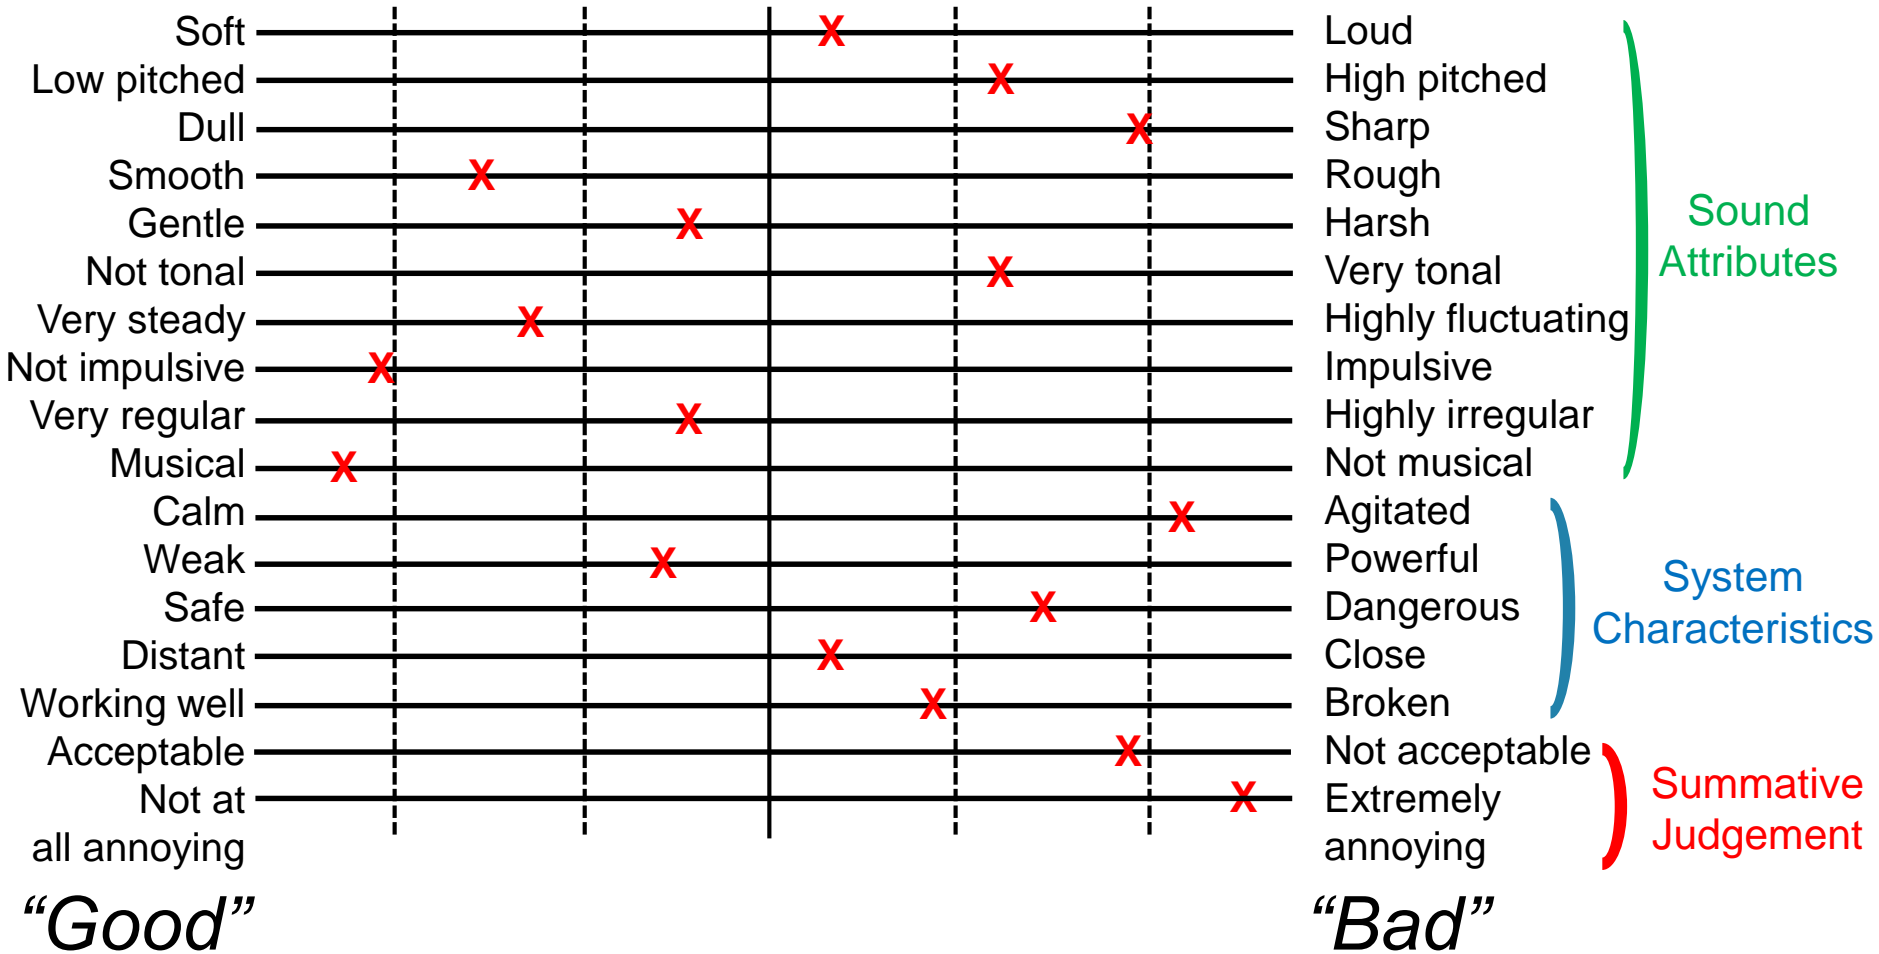 Soft X Loud
Low pitched X High pitched
Dull X Sharp
Smooth X Rough
Gentle X Harsh
Not tonal X Very tonal
Very steady X Highly fluctuating
Not impulsive X Impulsive
Very regular X Highly irregular
Musical X Not musical
Sound
Attributes
Calm X Agitated
Weak X Powerful
Safe X Dangerous
Distant X Close
Working well X Broken
System
Characteristics
Acceptable X Not acceptable
Not at X Extremely
all annoying annoying
Summative
Judgement
“Good” “Bad”